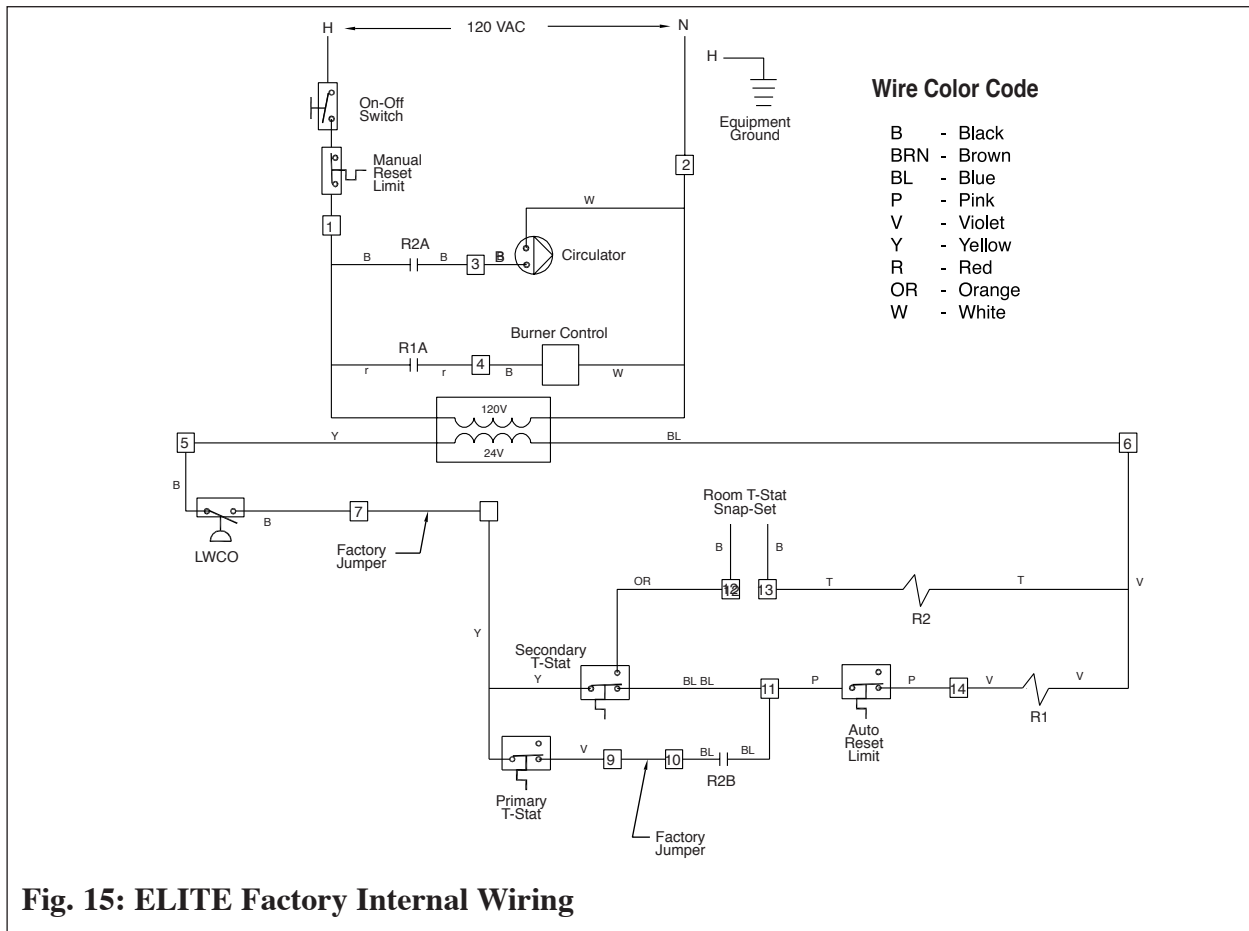 H 120 VAC N
H
On-Off
Switch
Equipment
Ground
Manual
Reset
Limit
2
1
W
R2A
B B 3 B B
Circulator
Burner Control
R1A
r r 4 B W
120V
24V
5 Y BL 6
B
LWCO
B 7
Factory
Jumper
Room T-Stat
Snap-Set
B B
OR 12 13 T T V
R2
Y
Secondary
T-Stat
Y BL BL 11 P P 14 V V
R1
Auto
Reset
Limit
V 9 10 BL BL
R2B
Primary
T-Stat
Factory
Jumper
Wire Color Code
B - Black
BRN - Brown
BL - Blue
P - Pink
V - Violet
Y - Yellow
R - Red
OR - Orange
W - White
Fig. 15: ELITE Factory Internal Wiring